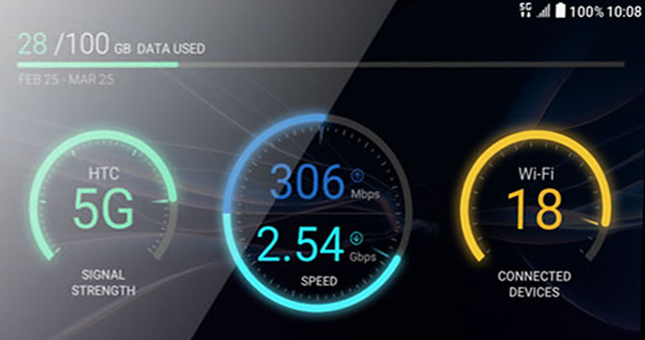 5G 100% 10:08
28 /100 GB DATA USED
FEB 25 - MAR 25
HTC
5G
SIGNAL
STRENGTH
306 Mbps
2.54 Gbps
SPEED
Wi-Fi
18
CONNECTED
DEVICES